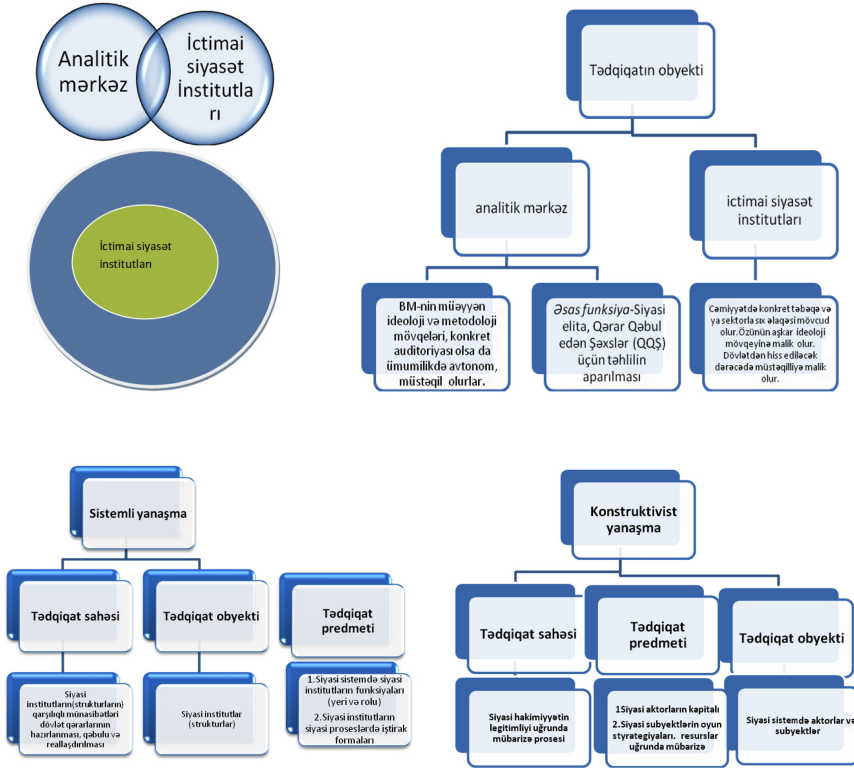 Analitik
mərkəz
İctimai
siyasət
İnstitutla
rı
İctimai siyasət
institutları
Tədqiqatın obyekti
analitik mərkəz
ictimai siyasət
institutları
BM-nin müəyyən
ideoloji və metodoloji
mövqeləri, konkret
auditoriyası olsa da
ümumilikdə avtonom,
müstəqil olurlar.
Əsas funksiya-Siyasi
elita, Qərar Qəbul
edən Şəxslər (QQŞ)
üçün təhlilin
aparılması
Cəmiyyətdə konkret təbəqə və
ya sektorla sıx əlaqəsi mövcud
olur.Özünün aşkar ideoloji
mövqeyinə malik olur.
Dövlətdən hiss ediləcək
dərəcədə müstəqilliyə malik
olur.
Sistemli yanaşma
Tədqiqat sahəsi
Tədqiqat obyekti
Tədqiqat
predmeti
Siyasi
institutların(strukturların)
qarşılıqlı münasibətləri
dövlət qərarlarının
hazırlanması, qəbulu və
reallaşdırılması
Siyasi institutlar
(strukturlar)
1.Siyasi sistemdə siyasi
institutların funksiyaları
(yeri və rolu)
2.Siyasi institutların
siyasi proseslərdə iştirak
formaları
Konstruktivist
yanaşma
Tədqiqat sahəsi
Tədqiqat
predmeti
Tədqiqat obyekti
Siyasi hakimiyyətin
legitimliyi uğrunda
mübarizə prosesi
1Siyasi aktorların kapitalı
2.Siyasi subyektlərin oyun
styrategiyaları. resurslar
uğrunda mübarizə
Siyasi sistemdə aktorlar və
subyektlər